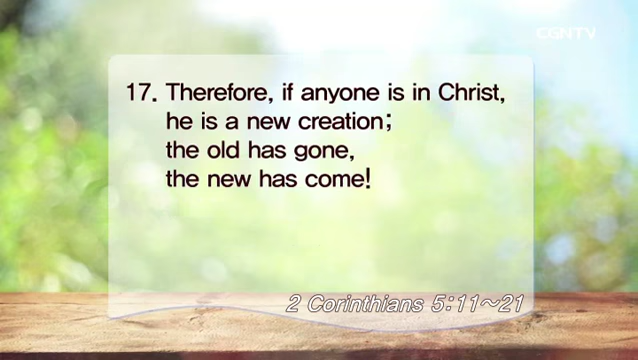 CGNTV
17. Therefore, if anyone is in Christ,
he is a new creation;
the old has gone,
the new has come!
2 Corinthians 5:11~21